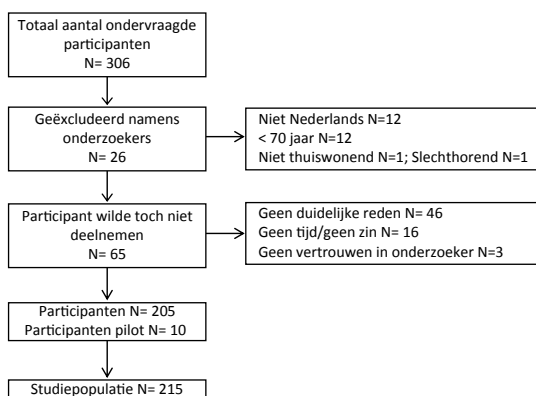 Totaal aantal ondervraagde
participanten
N= 306
Geëxcludeerd namens
onderzoekers
N= 26
Niet Nederlands N=12
< 70 jaar N=12
Niet thuiswonend N=1; Slechthorend N=1
Participant wilde toch niet
deelnemen
N= 65
Geen duidelijke reden N= 46
Geen tijd/geen zin N= 16
Geen vertrouwen in onderzoeker N=3
Participanten N= 205
Participanten pilot N= 10
Studiepopulatie N= 215